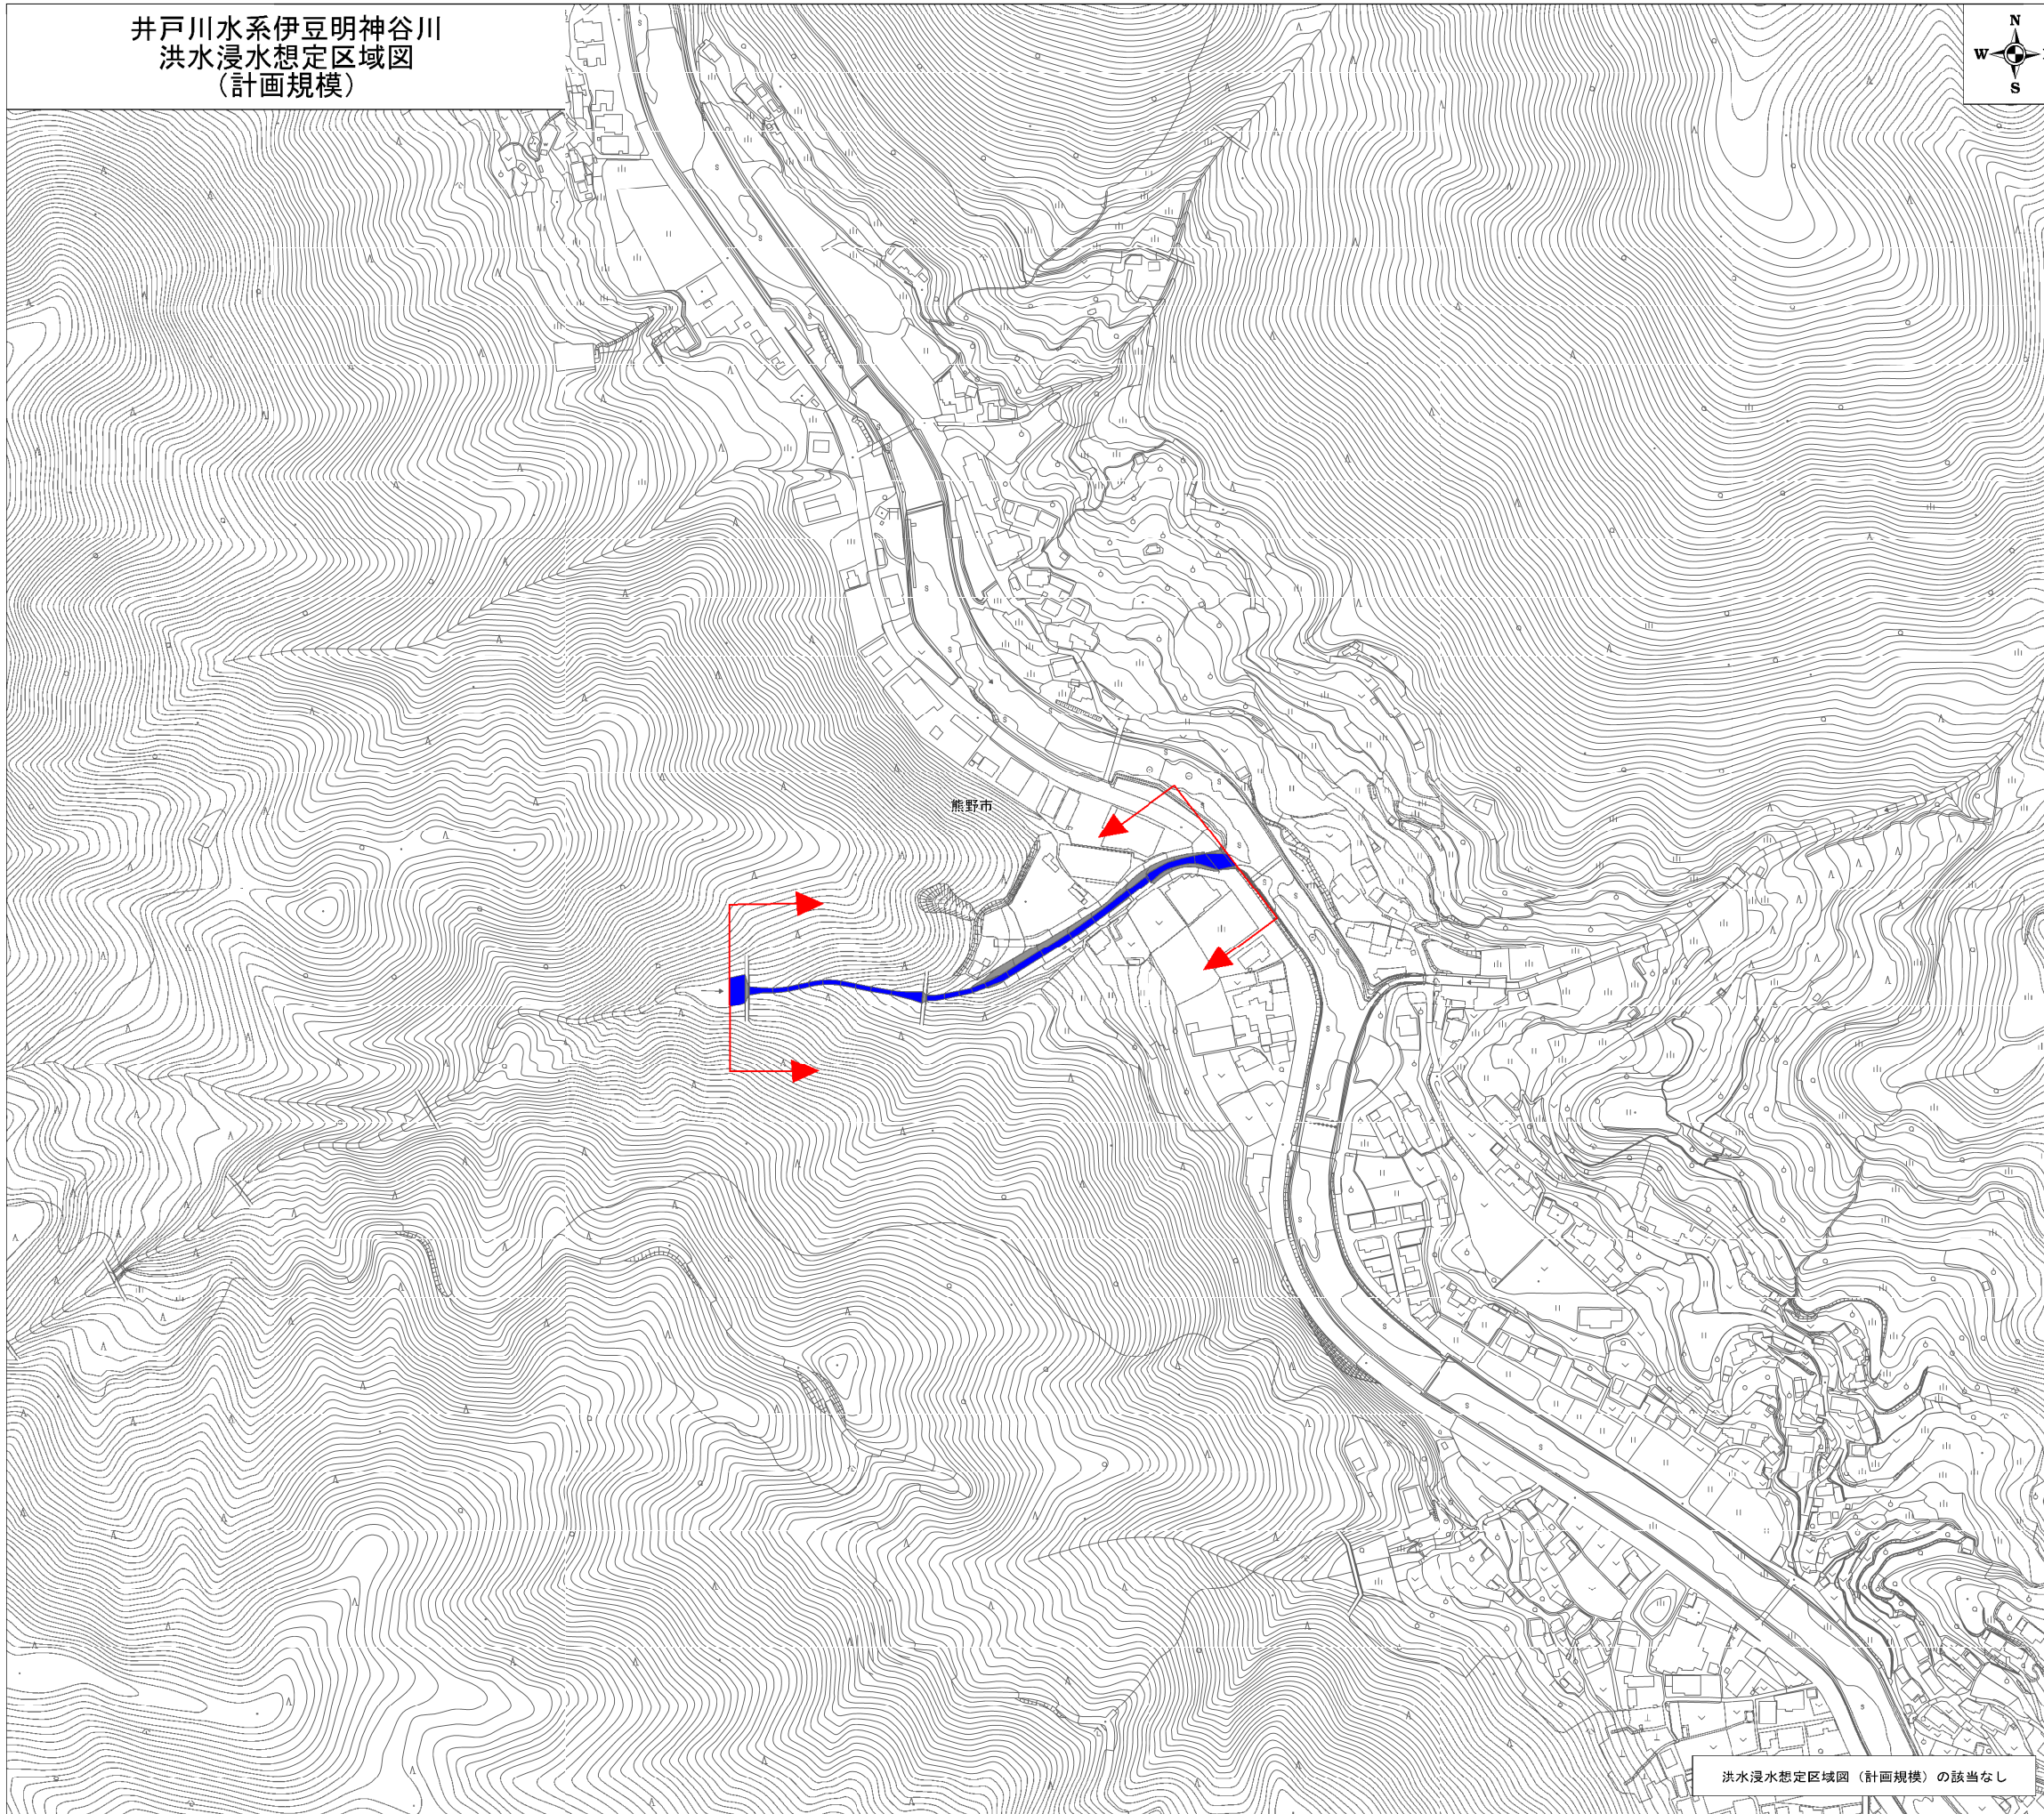 井戸川水系伊豆明神谷川
洪水浸水想定区域図
(計画規模)
N
W
S
熊野市
洪水浸水想定区域図(計画規模)の該当なし